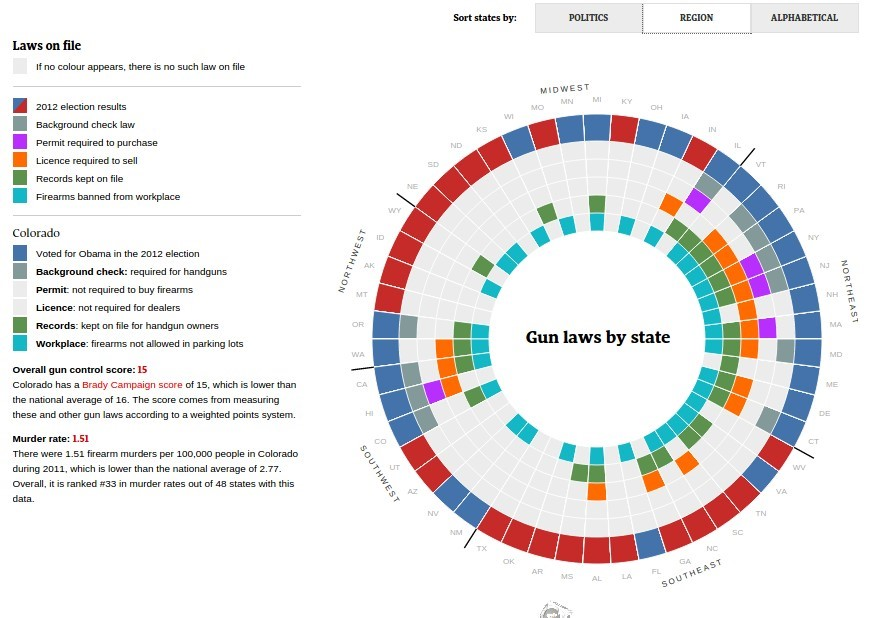 Sort states by: POLITICS REGION ALPHABETICAL
Laws on file
If no colour appears, there is no such law on file
2012 election results
Background check law
Permit required to purchase
Licence required to sell
Records kept on file
Firearms banned from workplace
Colorado
Voted for Obama in the 2012 election
Background check: required for handguns
Permit: not required to buy firearms
Licence: not required for dealers
Records: kept on file for handgun owners
Workplace: firearms not allowed in parking lots
Overall gun control score: 15
Colorado has a Brady Campaign score of 15, which is lower than
the national average of 16. The score comes from measuring
these and other gun laws according to a weighted points system.
Murder rate: 1.51
There were 1.51 firearm murders per 100,000 people in Colorado
during 2011, which is lower than the national average of 2.77.
Overall, it is ranked #33 in murder rates out of 48 states with this
data.
Gun laws by state
MIDWEST
NE
SD
ND
KS
WI
MO
MN
MI
KY
OH
IA
IN
IL
NORTHEAST
VT
RI
PA
NY
NJ
NH
MA
MD
ME
DE
CT
SOUTHEAST
WV
VA
TN
SC
NC
GA
FL
LA
AL
MS
AR
OK
TX
SOUTHWEST
NM
NV
AZ
UT
CO
HI
CA
NORTHWEST
WA
OR
MT
AK
ID
WY